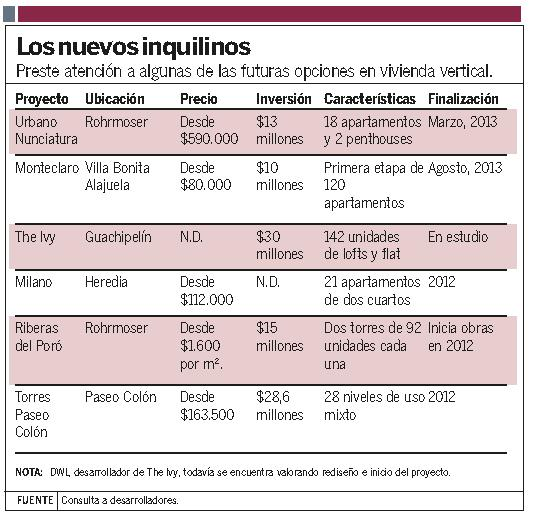 Los nuevos inquilinos
Preste atención a algunas de las futuras opciones en vivienda vertical.
Proyecto Ubicación Precio Inversión Características Finalización
Urbano Rohrmoser Desde $13 18 apartamentos Marzo, 2013
Nunciatura $590.000 millones y 2 penthouses
Monteclaro Villa Bonita Desde $10 Primera etapa de Agosto, 2013
Alajuela $80.000 millones 120
apartamentos
The Ivy Guachipelín N.D. $30 142 unidades En estudio
millones de lofts y flat
Milano Heredia Desde N.D. 21 apartamentos 2012
$112.000 de dos cuartos
Riberas Rohrmoser Desde $15 Dos torres de 92 Inicia obras
del Poró $1.600 millones unidades cada en 2012
por m². una
Torres Paseo Colón Desde $28,6 28 niveles de uso 2012
Paseo $163.500 millones mixto
Colón
NOTA: DWL, desarrollador de The Ivy, todavía se encuentra valorando rediseño e inicio del proyecto.
FUENTE Consulta a desarrolladores.